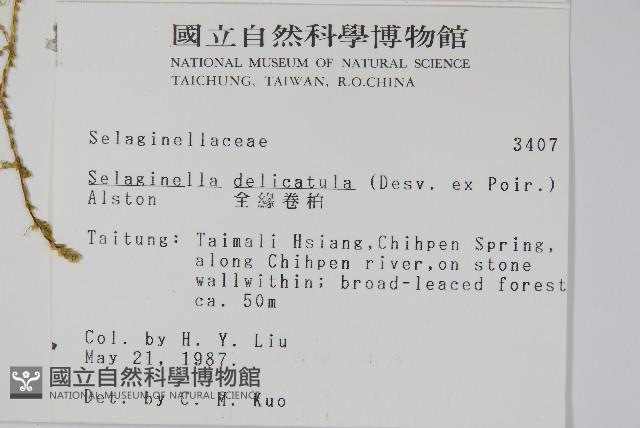 國立自然科學博物館
NATIONAL MUSEUM OF NATURAL SCIENCE
TAICHUNG, TAIWAN, R.O.CHINA
Selaginellaceae 3407
Selaginella delicatula (Desv. ex Poir.)
Alston 全緣卷柏
Taitung: Taimali Hsiang,Chihpen Spring,
along Chihpen river,on stone
wallwithin; broad-leaced forest
ca. 50m
Col. by H. Y. Liu
May 21, 1987.
國立自然科學博物館
NATIONAL MUSEUM OF NATURAL SCIENCE
Det. by C. M. Kuo